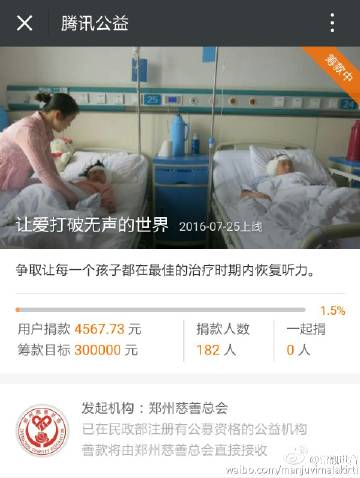 腾讯公益
筹款中
25
让爱打破无声的世界 2016-07-25上线
争取让每一个孩子都在最佳的治疗时期内恢复听力。
1.5%
用户捐款 4567.73 元 捐款人数 一起捐
筹款目标 300000 元 182 人 0 人
发起机构：郑州慈善总会
已在民政部注册有公募资格的公益机构
善款将由郑州慈善总会直接接收
weibo.com/manjuvimalakirti